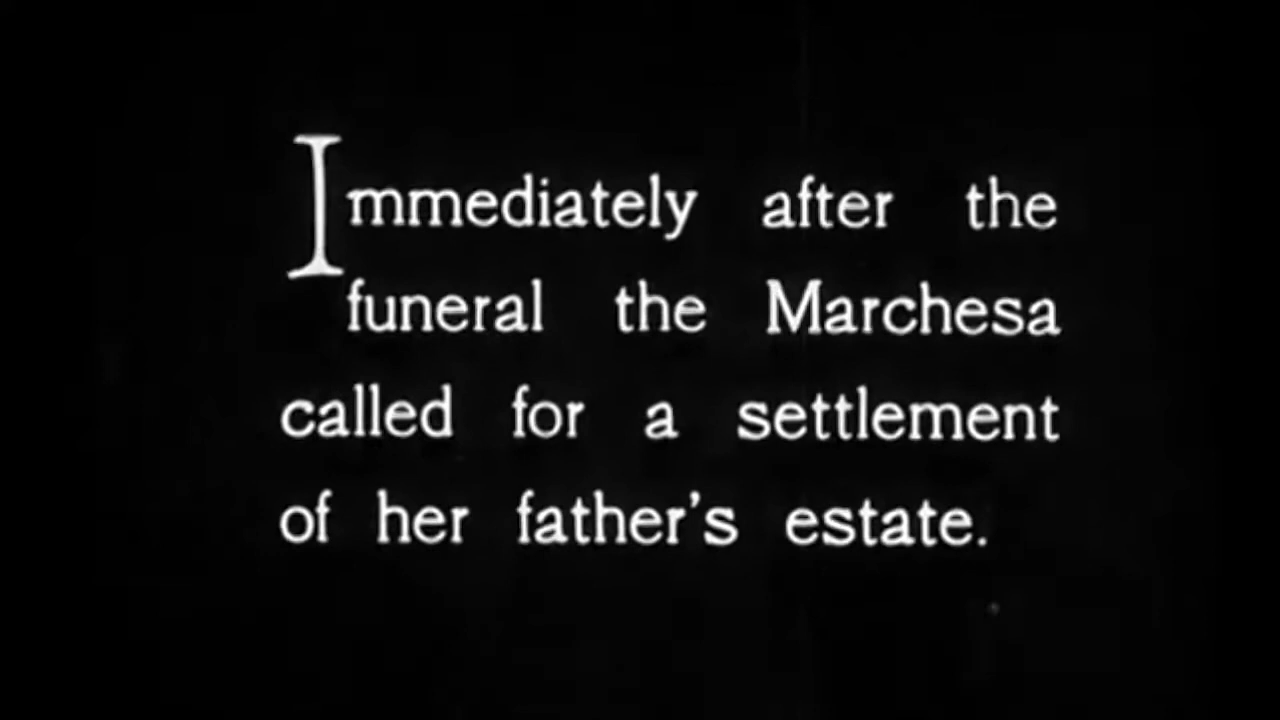 Immediately after the
funeral the Marchesa
called for a settlement
of her father's estate.